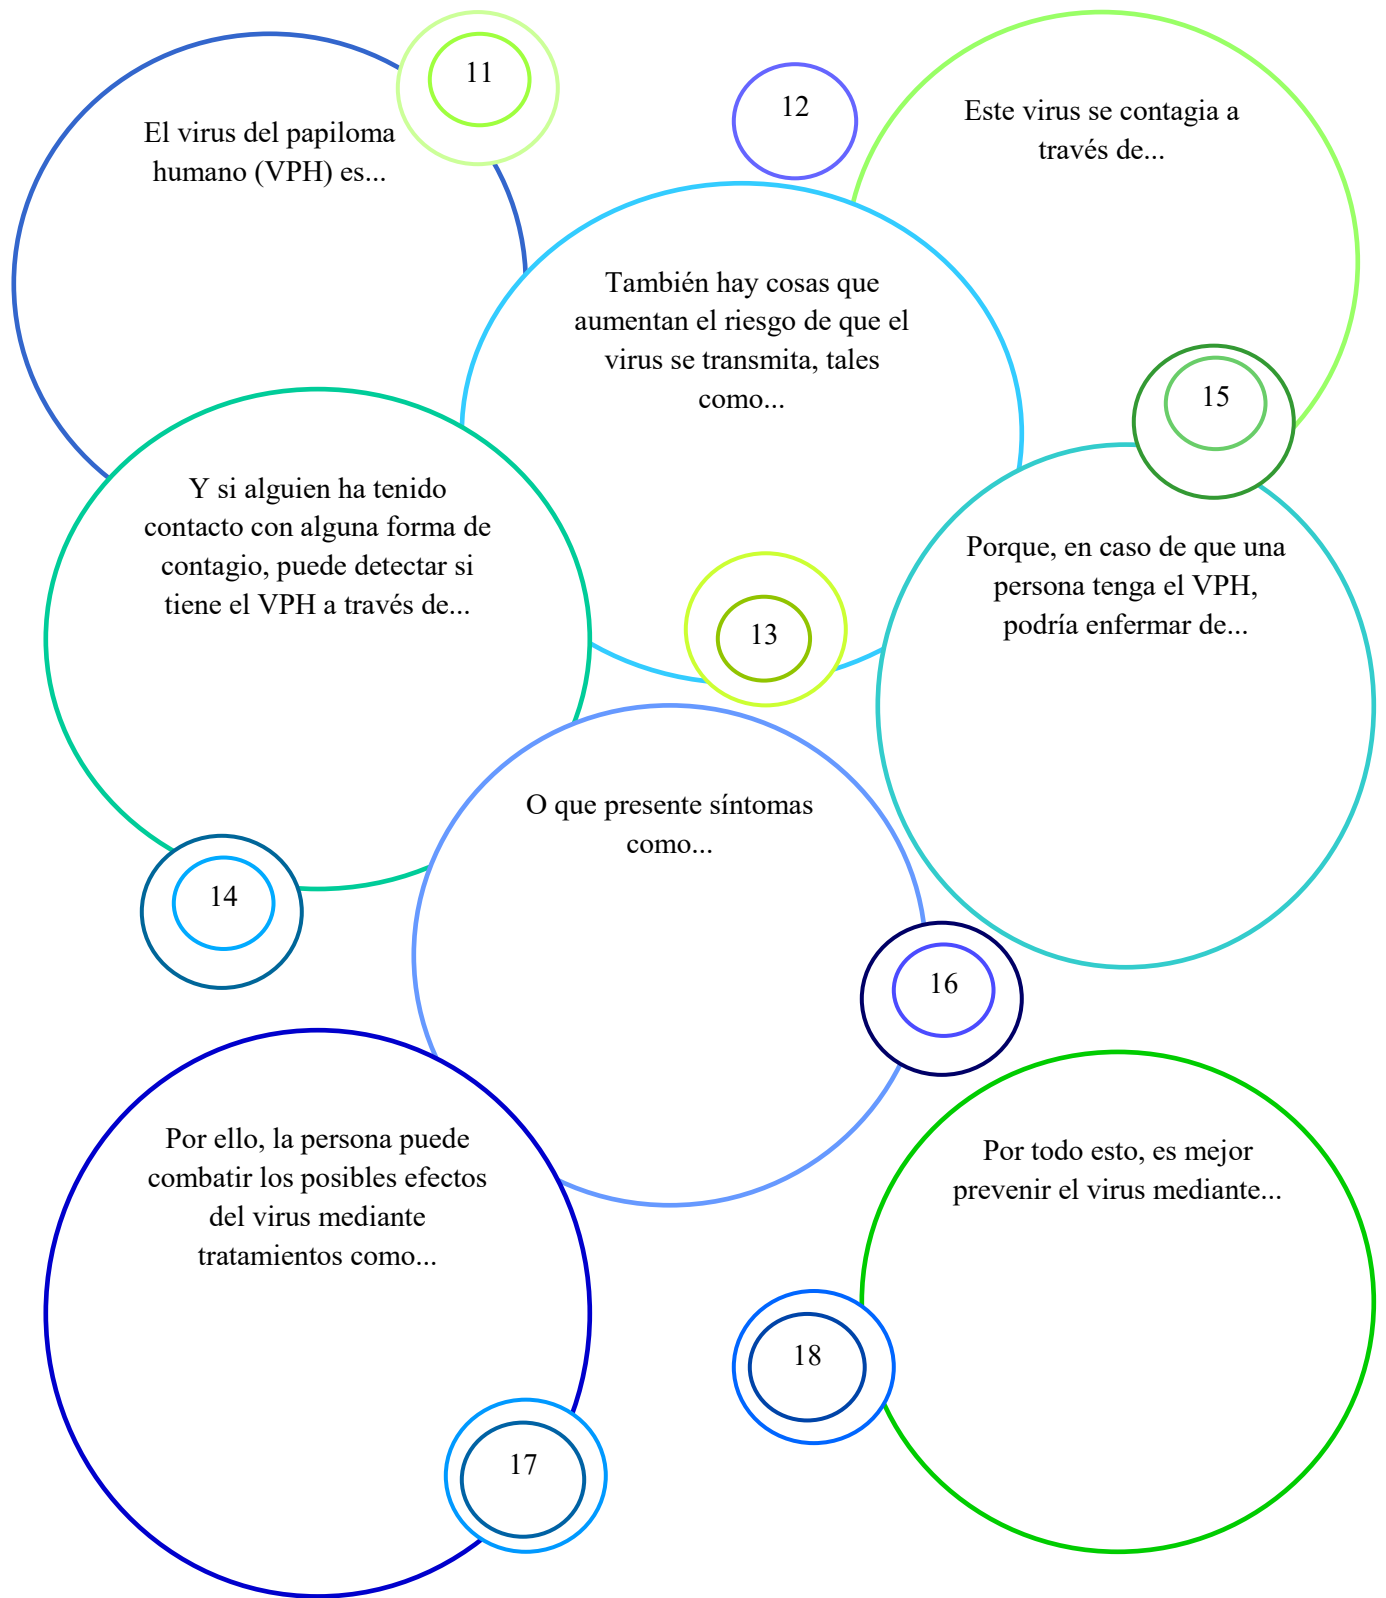 11
El virus del papiloma
humano (VPH) es...
12
Este virus se contagia a
través de...
También hay cosas que
aumentan el riesgo de que el
virus se transmita, tales
como...
13
Y si alguien ha tenido
contacto con alguna forma de
contagio, puede detectar si
tiene el VPH a través de...
14
15
Porque, en caso de que una
persona tenga el VPH,
podría enfermar de...
O que presente síntomas
como...
16
Por ello, la persona puede
combatir los posibles efectos
del virus mediante
tratamientos como...
17
Por todo esto, es mejor
prevenir el virus mediante...
18